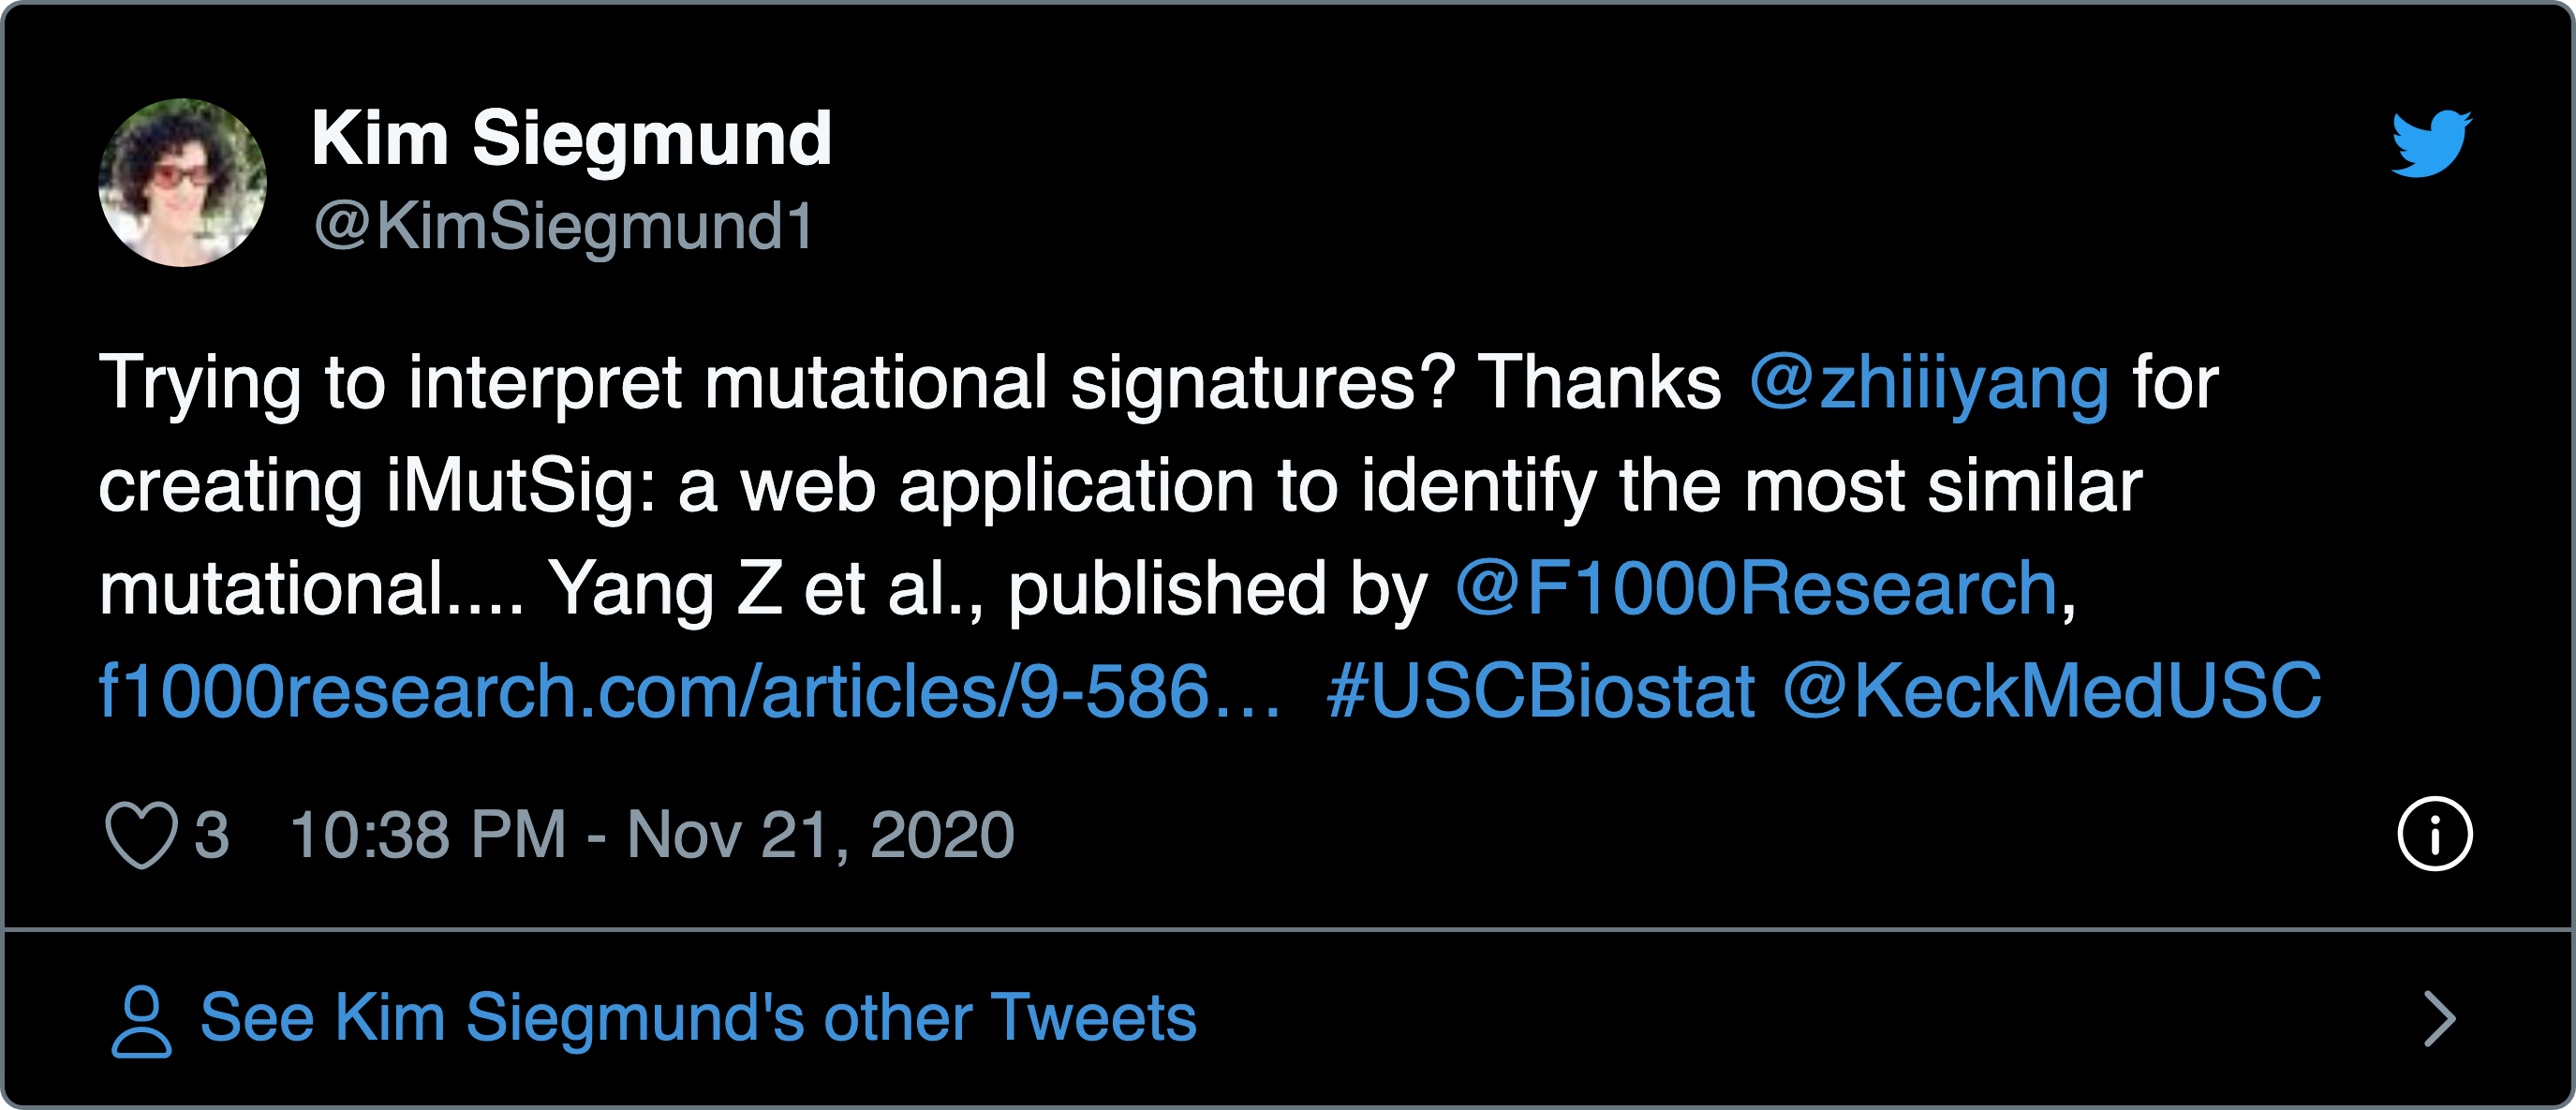 Kim Siegmund
@KimSiegmund1
Trying to interpret mutational signatures? Thanks @zhiiiyang for
creating iMutSig: a web application to identify the most similar
mutational.... Yang Z et al., published by @F1000Research,
f1000research.com/articles/9-586… #USCBiostat @KeckMedUSC
3 10:38 PM - Nov 21, 2020
See Kim Siegmund's other Tweets